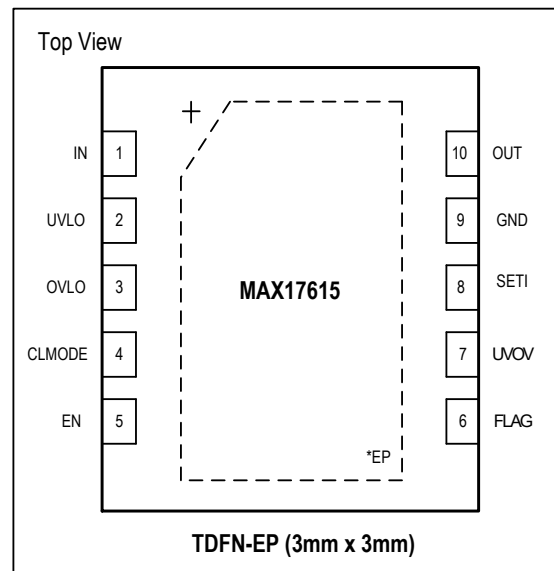 Top View
+
IN 1
UVLO 2
OVLO 3
CLMODE 4
EN 5
MAX17615
*EP
10 OUT
9 GND
8 SETI
7 UVOV
6 FLAG
TDFN-EP (3mm x 3mm)